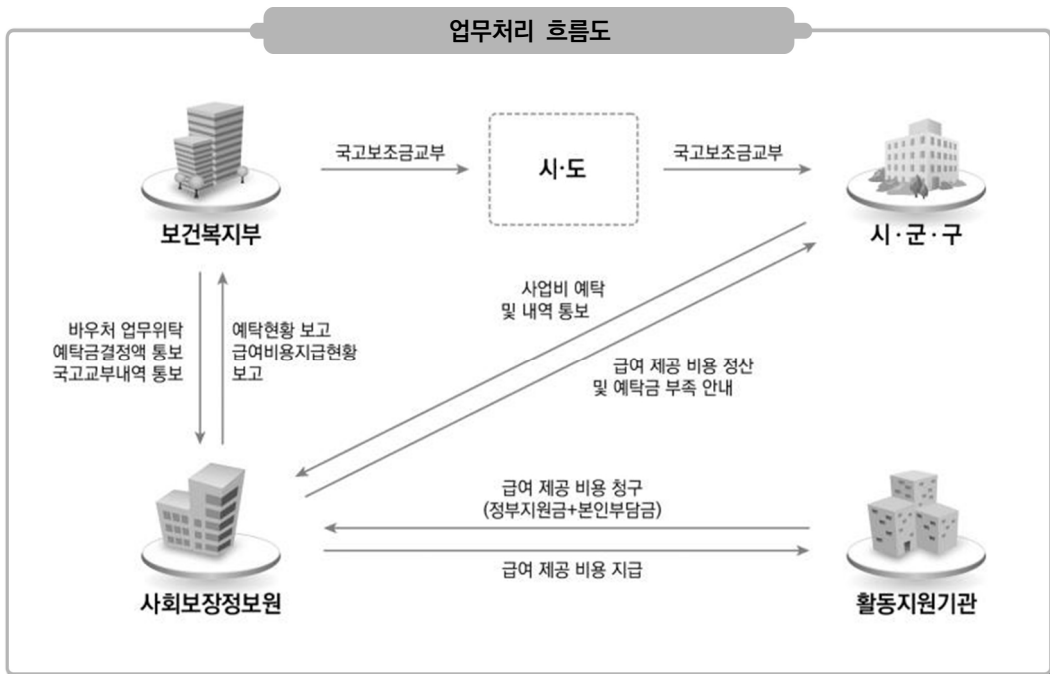 업무처리 흐름도
국고보조금교부
시·도
국고보조금교부
보건복지부
시·군·구
사업비 예탁
및 내역 통보
바우처 업무위탁
예탁금결정액 통보
국고교부내역 통보
예탁현황 보고
급여비용지급현황
보고
급여 제공 비용 정산
및 예탁금 부족 안내
급여 제공 비용 청구
(정부지원금+본인부담금)
급여 제공 비용 지급
사회보장정보원
활동지원기관